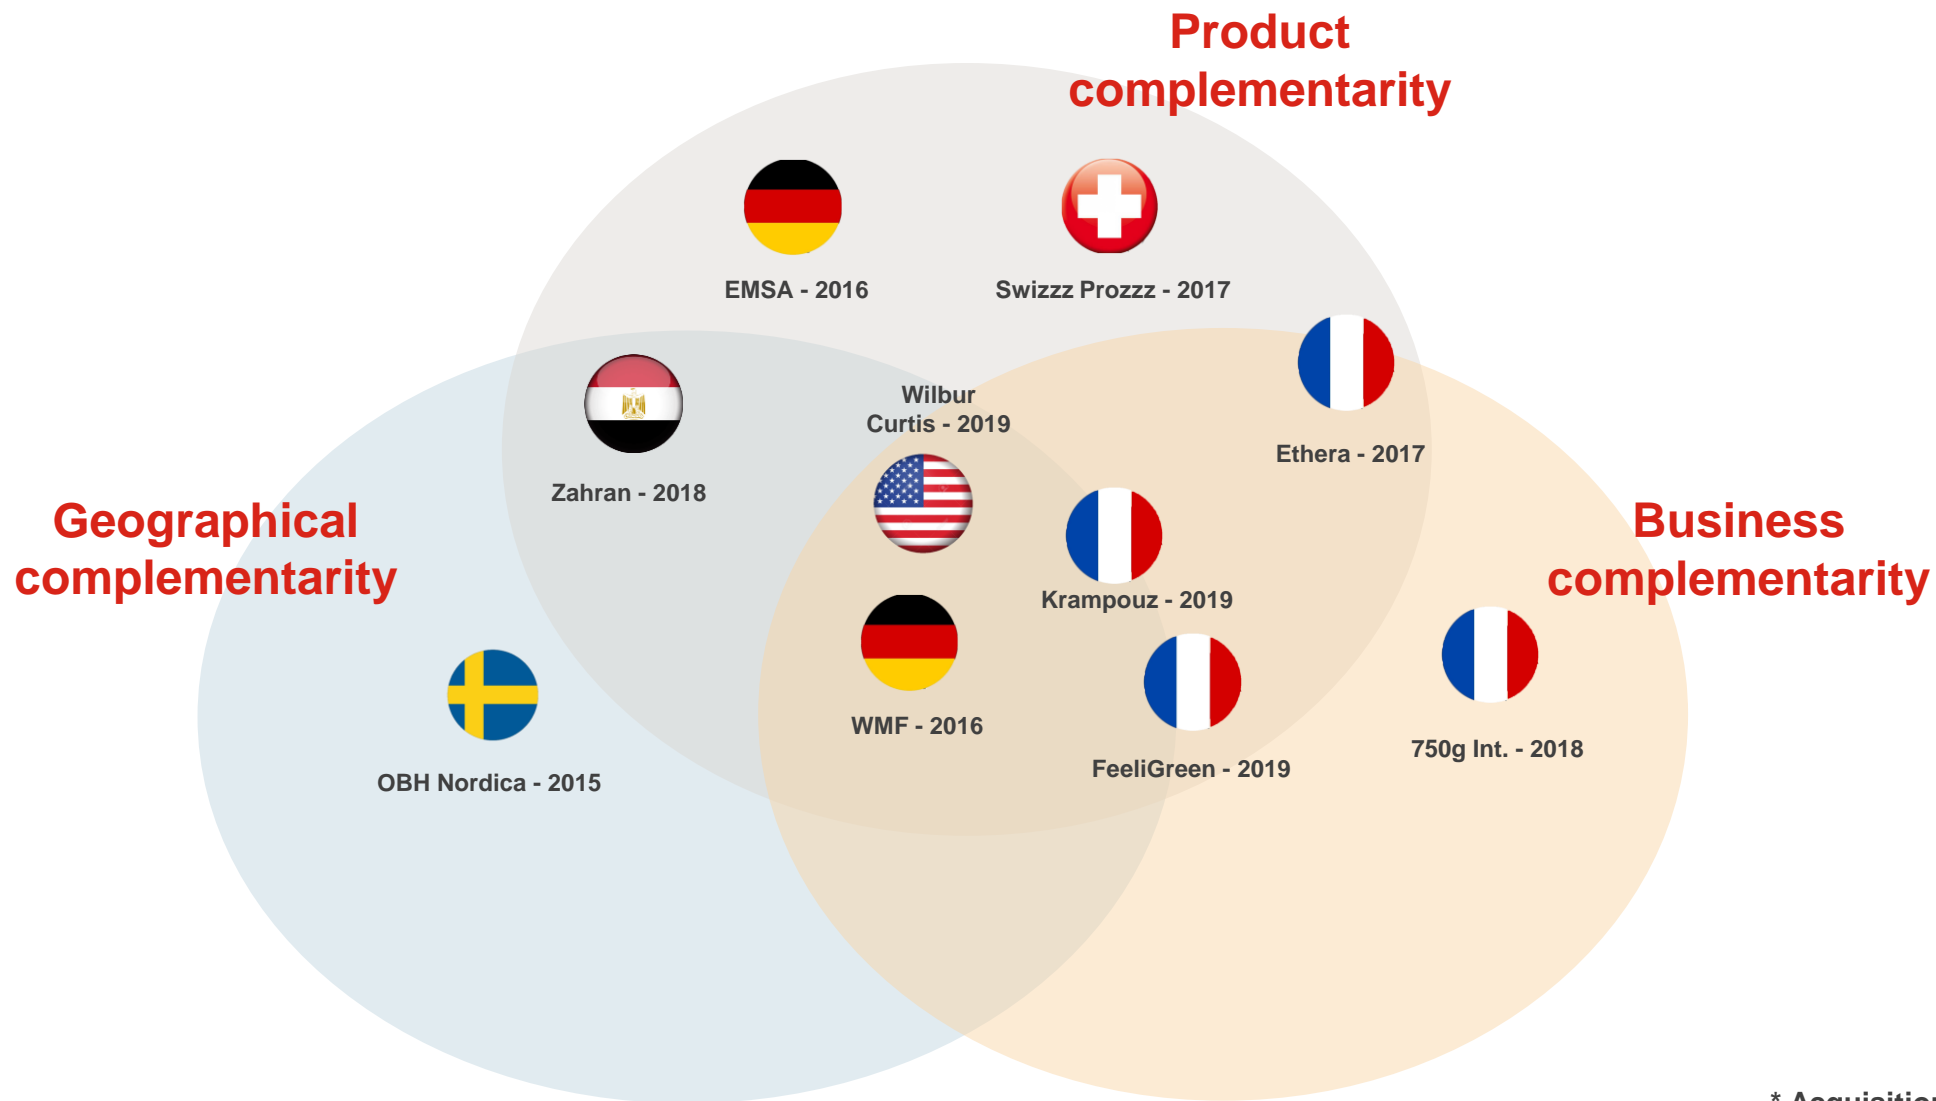 Product
complementarity
EMSA - 2016
Swizzz Prozzz - 2017
Wilbur
Curtis - 2019
Ethera - 2017
Zahran - 2018
Geographical
complementarity
Business
complementarity
Krampouz - 2019
WMF - 2016
FeeliGreen - 2019
750g Int. - 2018
OBH Nordica - 2015
* Acquisition